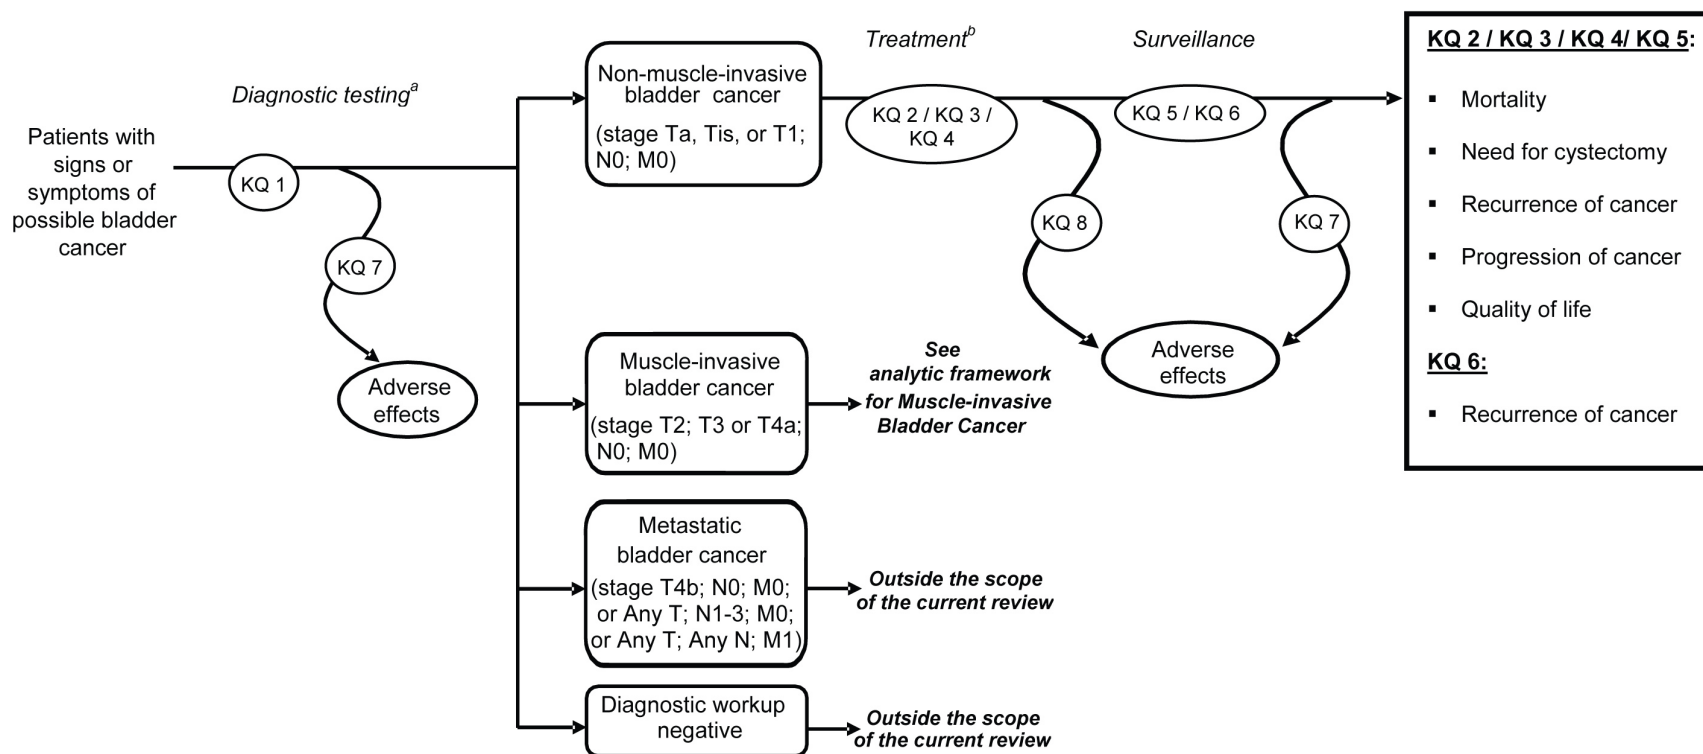 Patients with
signs or
symptoms of
possible bladder
cancer
Diagnostic testing^a
KQ 1
KQ 7
Adverse
effects
Non-muscle-invasive
bladder cancer
(stage Ta, Tis, or T1;
N0; M0)
Treatment^b
KQ 2 / KQ 3 /
KQ 4
Surveillance
KQ 5 / KQ 6
KQ 8
KQ 7
Adverse
effects
Muscle-invasive
bladder cancer
(stage T2; T3 or T4a;
N0; M0)
See
analytic framework
for Muscle-invasive
Bladder Cancer
Metastatic
bladder cancer
(stage T4b; N0; M0;
or Any T; N1-3; M0;
or Any T; Any N; M1)
Outside the scope
of the current review
Diagnostic workup
negative
Outside the scope
of the current review
KQ 2 / KQ 3 / KQ 4/ KQ 5:
▪ Mortality
▪ Need for cystectomy
▪ Recurrence of cancer
▪ Progression of cancer
▪ Quality of life
KQ 6:
▪ Recurrence of cancer